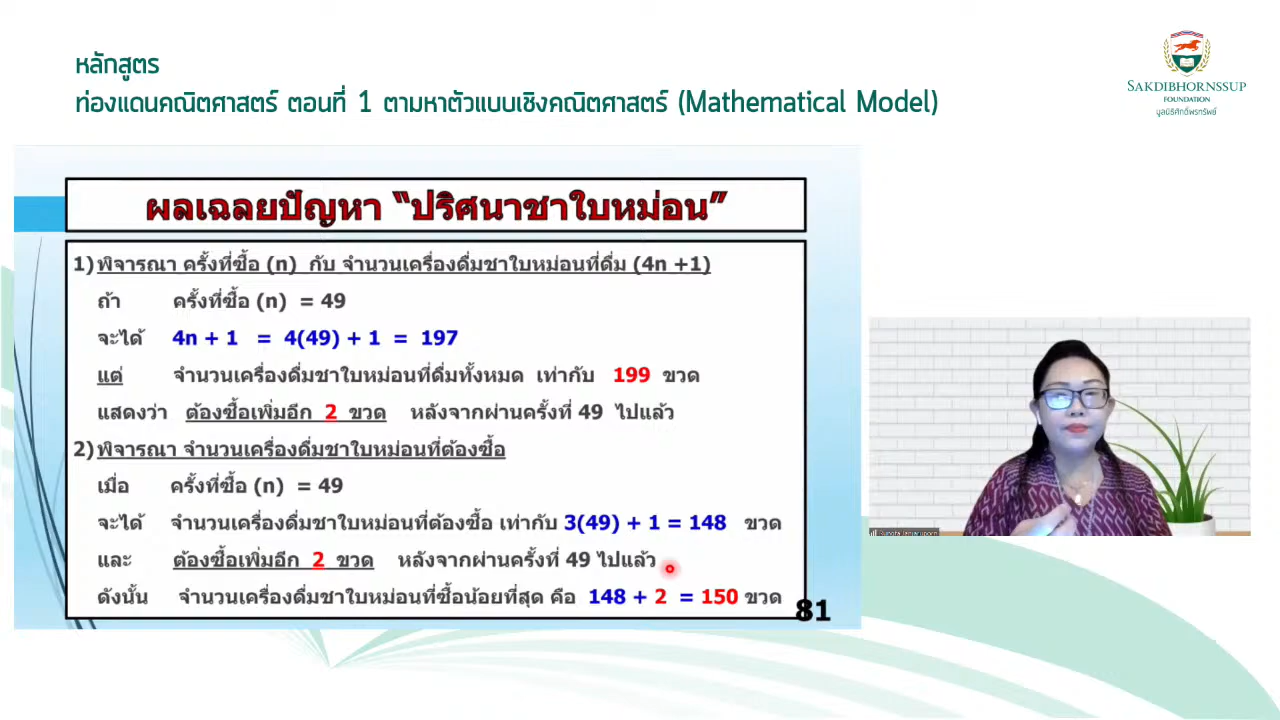 หลักสูตร
ท่องแดนคณิตศาสตร์ ตอนที่ 1 ตามหาตัวแบบเชิงคณิตศาสตร์ (Mathematical Model)
SAKDIBHORNSSUP
FOUNDATION
มูลนิธิศักดิ์พรทรัพย์
ผลเฉลยปัญหา “ปริศนาชาใบหม่อน”
1) พิจารณา ครั้งที่ซื้อ (n) กับ จำนวนเครื่องดื่มชาใบหม่อนที่ดื่ม (4n +1)
ถ้า ครั้งที่ซื้อ (n) = 49
จะได้ 4n + 1 = 4(49) + 1 = 197
แต่ จำนวนเครื่องดื่มชาใบหม่อนที่ดื่มทั้งหมด เท่ากับ 199 ขวด
แสดงว่า ต้องซื้อเพิ่มอีก 2 ขวด หลังจากผ่านครั้งที่ 49 ไปแล้ว
2) พิจารณา จำนวนเครื่องดื่มชาใบหม่อนที่ต้องซื้อ
เมื่อ ครั้งที่ซื้อ (n) = 49
จะได้ จำนวนเครื่องดื่มชาใบหม่อนที่ต้องซื้อ เท่ากับ 3(49) + 1 = 148 ขวด
และ ต้องซื้อเพิ่มอีก 2 ขวด หลังจากผ่านครั้งที่ 49 ไปแล้ว
ดังนั้น จำนวนเครื่องดื่มชาใบหม่อนที่ซื้อน้อยที่สุด คือ 148 + 2 = 150 ขวด
81